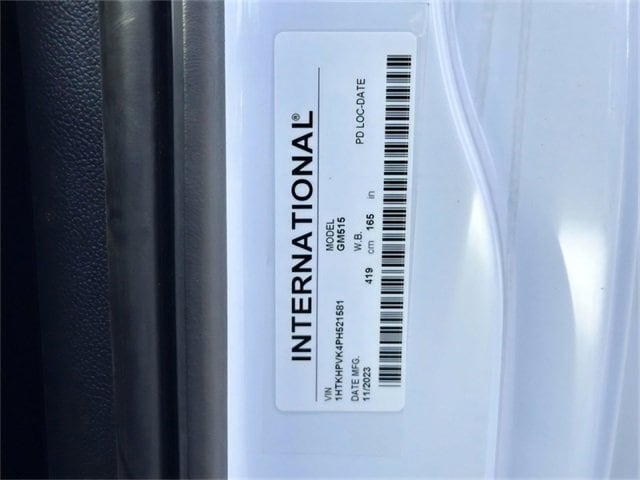 INTERNATIONAL®
VIN
1HTKHPVK4PH521581
MODEL
GM515
DATE MFG.
11/2023
W.B.
419 cm 165 in
PD LOC-DATE